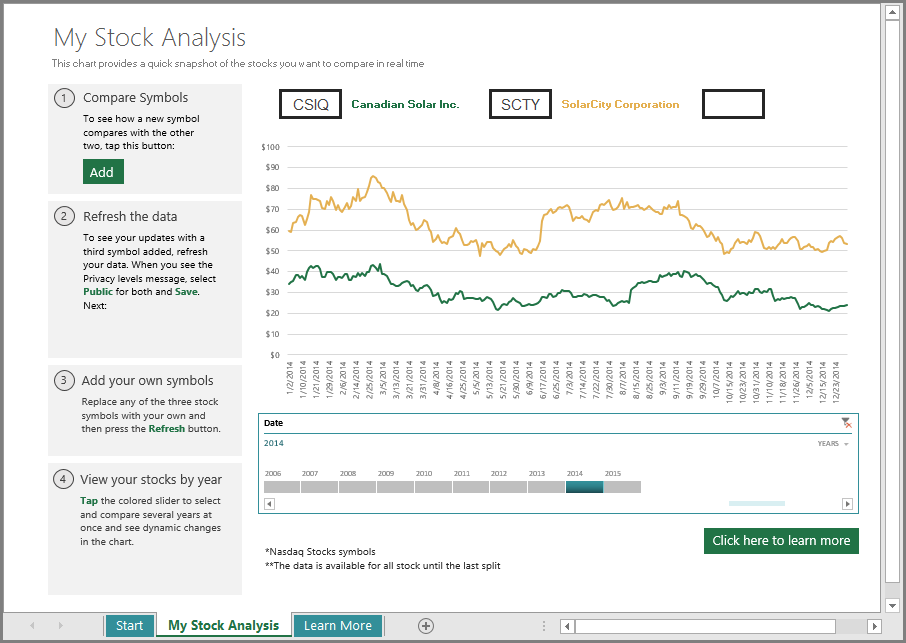 My Stock Analysis
This chart provides a quick snapshot of the stocks you want to compare in real time
1 Compare Symbols
To see how a new symbol
compares with the other
two, tap this button:
Add
2 Refresh the data
To see your updates with a
third symbol added, refresh
your data. When you see the
Privacy levels message, select
Public for both and Save.
Next:
3 Add your own symbols
Replace any of the three stock
symbols with your own and
then press the Refresh button.
4 View your stocks by year
Tap the colored slider to select
and compare several years at
once and see dynamic changes
in the chart.
CSIQ Canadian Solar Inc. SCTY SolarCity Corporation
$100
$90
$80
$70
$60
$50
$40
$30
$20
$10
$0
1/2/2014
1/10/2014
1/21/2014
1/29/2014
2/6/2014
2/14/2014
2/25/2014
3/5/2014
3/13/2014
3/21/2014
3/31/2014
4/8/2014
4/16/2014
4/25/2014
5/5/2014
5/13/2014
5/21/2014
5/30/2014
6/9/2014
6/17/2014
6/25/2014
7/3/2014
7/14/2014
7/22/2014
7/30/2014
8/7/2014
8/15/2014
8/25/2014
9/3/2014
9/11/2014
9/19/2014
9/29/2014
10/7/2014
10/15/2014
10/23/2014
10/31/2014
11/10/2014
11/18/2014
11/26/2014
12/5/2014
12/15/2014
12/23/2014
Date
2014 YEARS
2006 2007 2008 2009 2010 2011 2012 2013 2014 2015
Click here to learn more
*Nasdaq Stocks symbols
**The data is available for all stock until the last split
Start My Stock Analysis Learn More